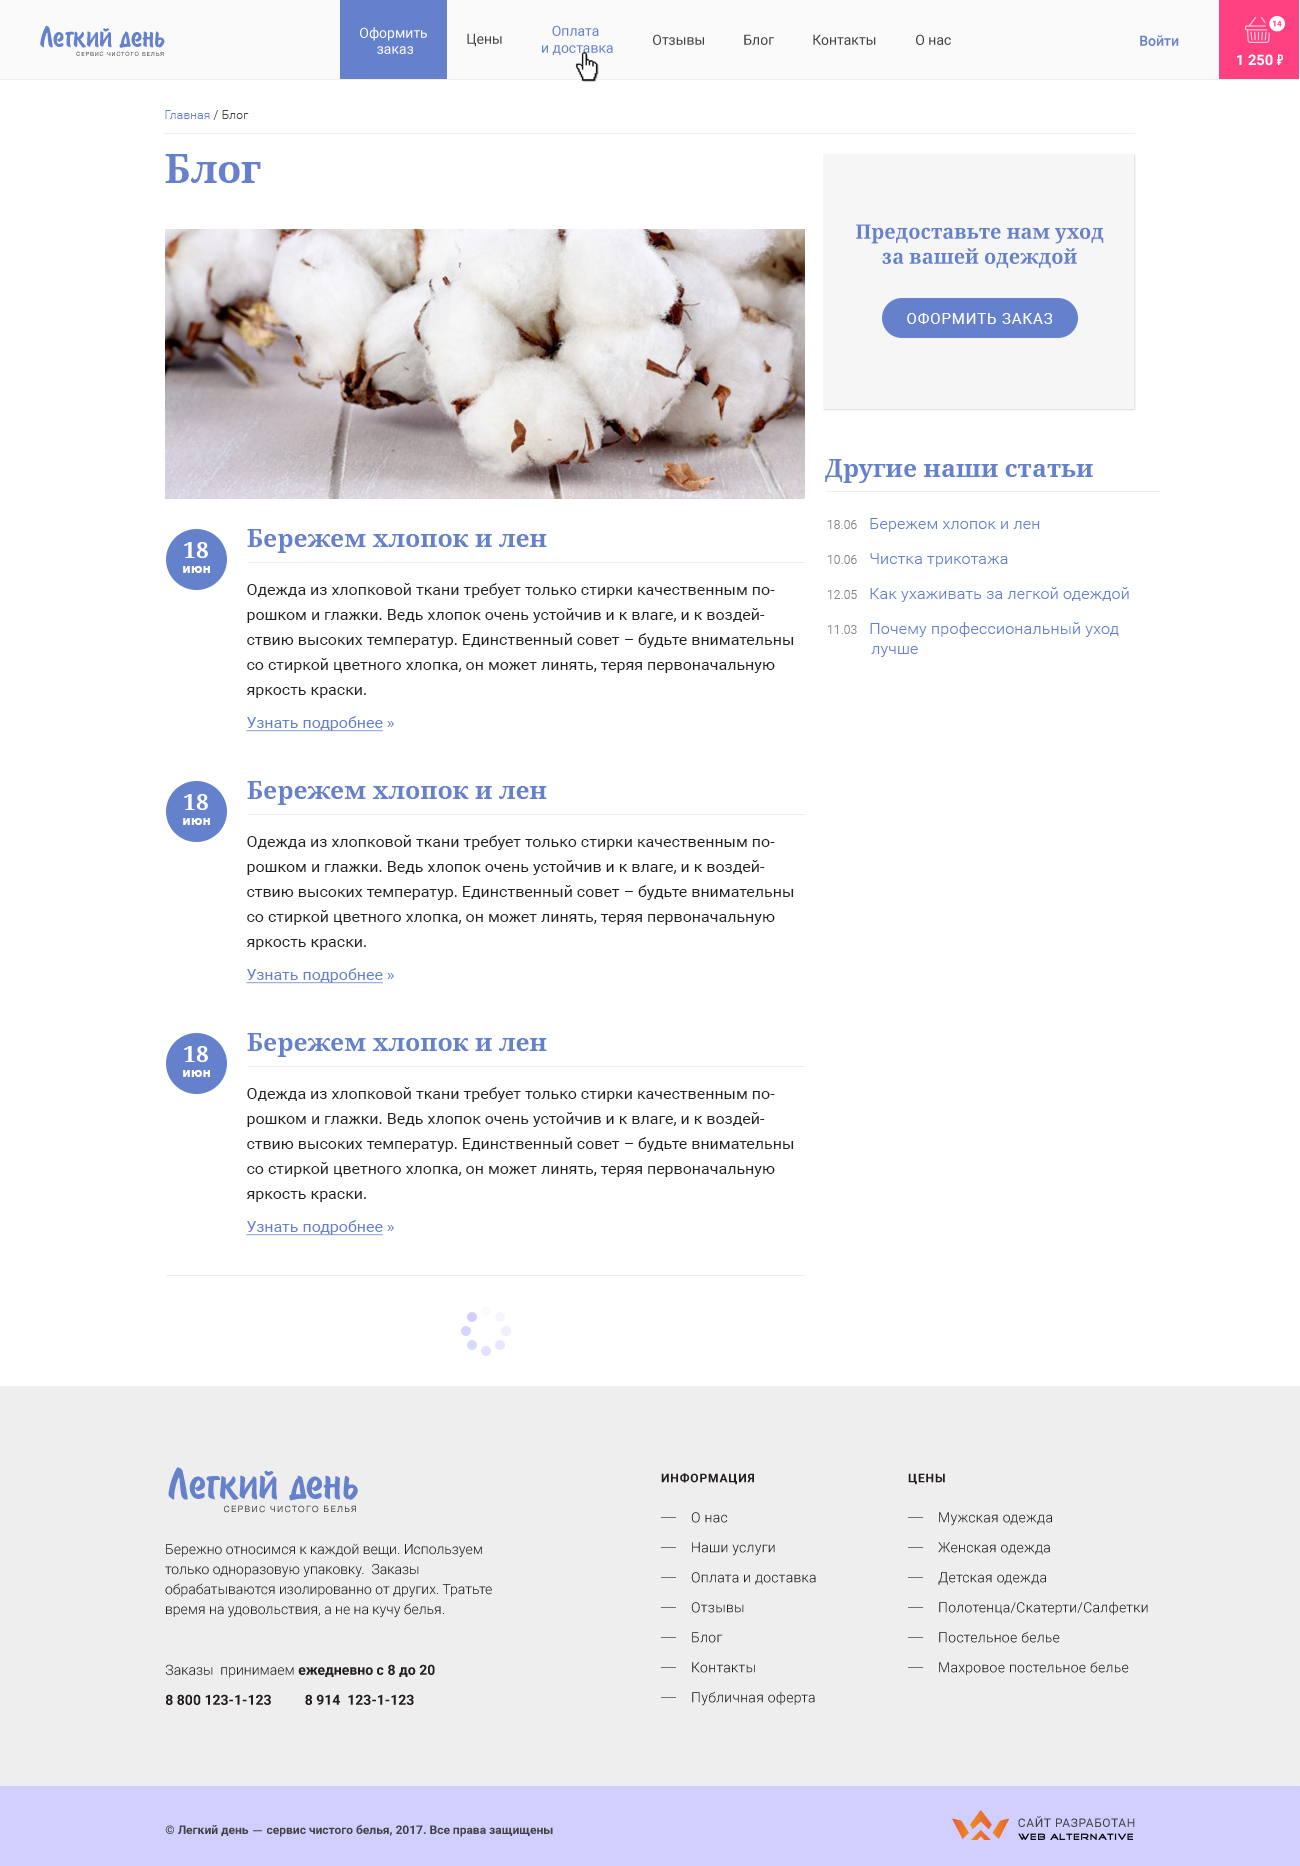 Легкий день
СЕРВИС ЧИСТОГО БЕЛЬЯ
Оформить
заказ
Цены
Оплата
и доставка
Отзывы
Блог
Контакты
О нас
Войти
14
1 250 ₽
Главная / Блог
Блог
Предоставьте нам уход
за вашей одеждой
ОФОРМИТЬ ЗАКАЗ
Другие наши статьи
18.06 Бережем хлопок и лен
10.06 Чистка трикотажа
12.05 Как ухаживать за легкой одеждой
11.03 Почему профессиональный уход
лучше
18
июн
Бережем хлопок и лен
Одежда из хлопковой ткани требует только стирки качественным по-
рошком и глажки. Ведь хлопок очень устойчив и к влаге, и к воздей-
ствию высоких температур. Единственный совет – будьте внимательны
со стиркой цветного хлопка, он может линять, теряя первоначальную
яркость краски.
Узнать подробнее »
18
июн
Бережем хлопок и лен
Одежда из хлопковой ткани требует только стирки качественным по-
рошком и глажки. Ведь хлопок очень устойчив и к влаге, и к воздей-
ствию высоких температур. Единственный совет – будьте внимательны
со стиркой цветного хлопка, он может линять, теряя первоначальную
яркость краски.
Узнать подробнее »
18
июн
Бережем хлопок и лен
Одежда из хлопковой ткани требует только стирки качественным по-
рошком и глажки. Ведь хлопок очень устойчив и к влаге, и к воздей-
ствию высоких температур. Единственный совет – будьте внимательны
со стиркой цветного хлопка, он может линять, теряя первоначальную
яркость краски.
Узнать подробнее »
Легкий день
СЕРВИС ЧИСТОГО БЕЛЬЯ
Бережно относимся к каждой вещи. Используем
только одноразовую упаковку. Заказы
обрабатываются изолированно от других. Тратьте
время на удовольствия, а не на кучу белья.
Заказы принимаем ежедневно с 8 до 20
8 800 123-1-123 8 914 123-1-123
ИНФОРМАЦИЯ
— О нас
— Наши услуги
— Оплата и доставка
— Отзывы
— Блог
— Контакты
— Публичная оферта
ЦЕНЫ
— Мужская одежда
— Женская одежда
— Детская одежда
— Полотенца/Скатерти/Салфетки
— Постельное белье
— Махровое постельное белье
© Легкий день — сервис чистого белья, 2017. Все права защищены
САЙТ РАЗРАБОТАН
WEB ALTERNATIVE